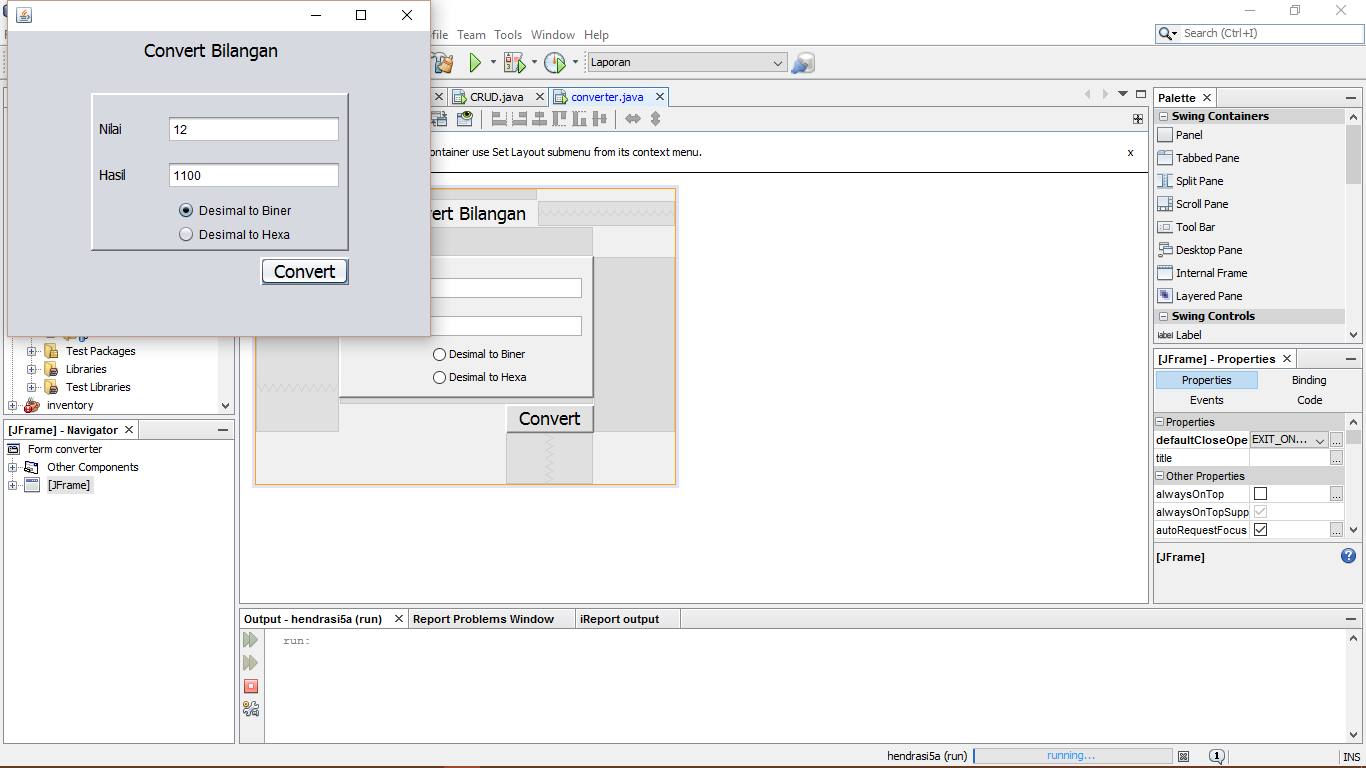 Convert Bilangan
Nilai 12
Hasil 1100
Desimal to Biner
Desimal to Hexa
Convert
Team Tools Window Help
Search (Ctrl+I)
Laporan
CRUD.java converter.java
ontainer use Set Layout submenu from its context menu. x
vert Bilangan
Desimal to Biner
Desimal to Hexa
Convert
Test Packages
Libraries
Test Libraries
inventory
[JFrame] - Navigator
Form converter
Other Components
[JFrame]
Palette
Swing Containers
Panel
Tabbed Pane
Split Pane
Scroll Pane
Tool Bar
Desktop Pane
Internal Frame
Layered Pane
Swing Controls
label Label
[JFrame] - Properties
Properties Binding
Events Code
Properties
defaultCloseOpe EXIT_ON... ...
title ...
Other Properties
alwaysOnTop ...
alwaysOnTopSupp
autoRequestFocus ...
[JFrame]
Output - hendrasi5a (run) Report Problems Window iReport output
run:
hendrasi5a (run) running... 1 INS